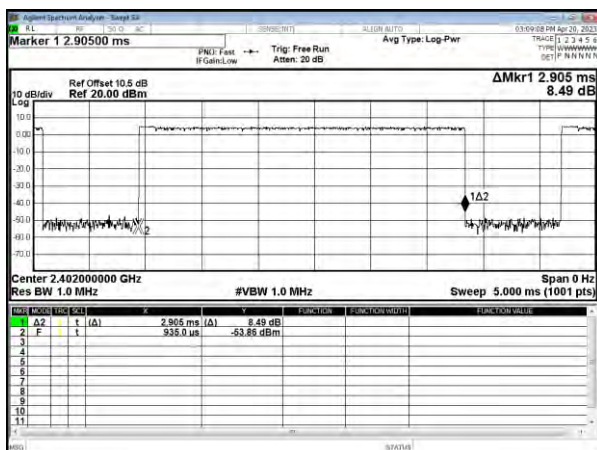 Agilent Spectrum Analyzer - Swept SA
RL RF 50 Ω AC SENSE:INT ALIGN AUTO 03:09:08 PM Apr 20, 2023
Marker 1 2.90500 ms
PNO: Fast
IFGain:Low
Trig: Free Run
Atten: 20 dB
Avg Type: Log-Pwr
TRACE 1 2 3 4 5 6
TYPE WWWWWW
DET P N N N N N
Ref Offset 10.5 dB
10 dB/div Ref 20.00 dBm
Log
ΔMkr1 2.905 ms
8.49 dB
10.0
0.00
-10.0
-20.0
-30.0
-40.0
-50.0
-60.0
-70.0
1Δ2
2
Center 2.402000000 GHz
Span 0 Hz
Res BW 1.0 MHz
#VBW 1.0 MHz
Sweep 5.000 ms (1001 pts)
MKR MODE TRC SCL X Y FUNCTION FUNCTION WIDTH FUNCTION VALUE
1 Δ2 t (Δ) 2.905 ms (Δ) 8.49 dB
2 F t 935.0 us -53.85 dBm
3
4
5
6
7
8
9
10
11
MSG
STATUS